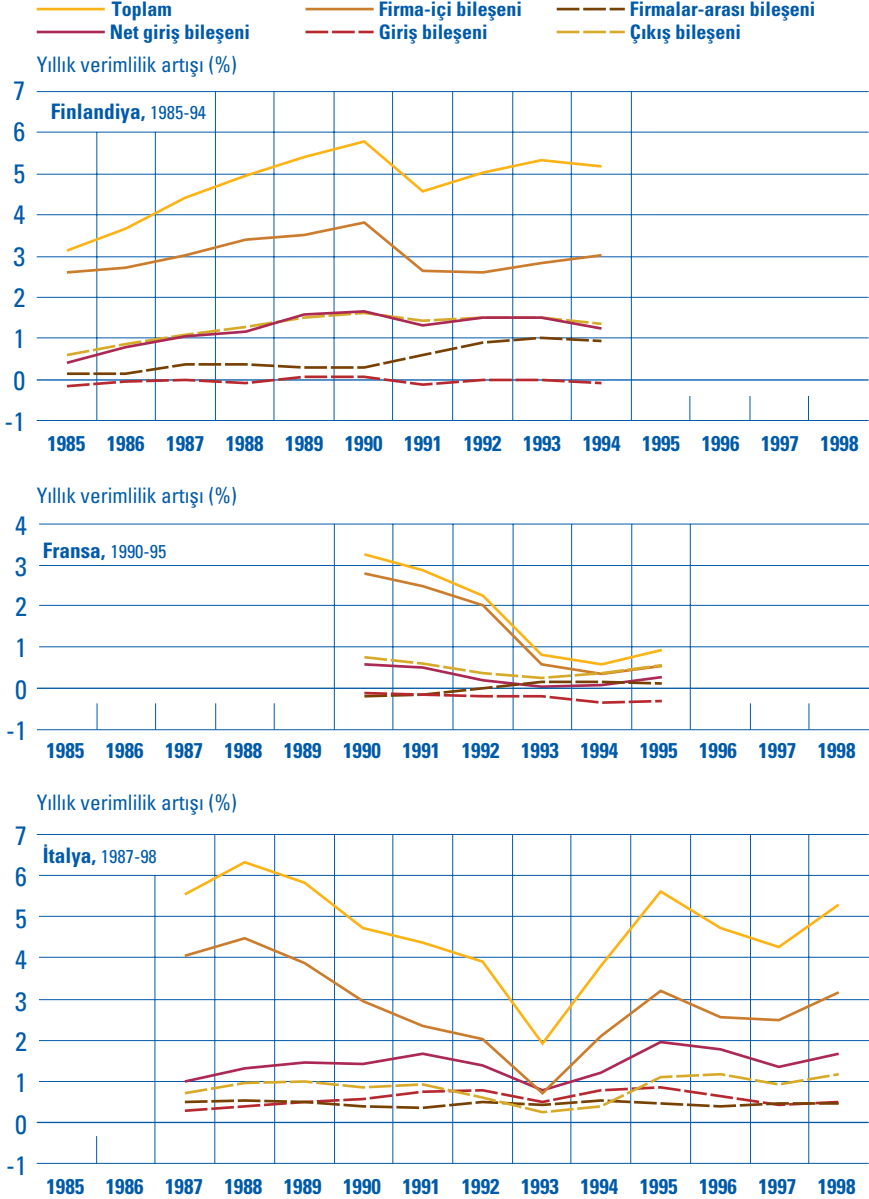 Toplam Firma-içi bileşeni Firmalar-arası bileşeni
Net giriş bileşeni Giriş bileşeni Çıkış bileşeni
Yıllık verimlilik artışı (%)
7
Finlandiya, 1985-94
6
5
4
3
2
1
0
-1
1985 1986 1987 1988 1989 1990 1991 1992 1993 1994 1995 1996 1997 1998
Yıllık verimlilik artışı (%)
4
Fransa, 1990-95
3
2
1
0
-1
1985 1986 1987 1988 1989 1990 1991 1992 1993 1994 1995 1996 1997 1998
Yıllık verimlilik artışı (%)
7
İtalya, 1987-98
6
5
4
3
2
1
0
-1
1985 1986 1987 1988 1989 1990 1991 1992 1993 1994 1995 1996 1997 1998